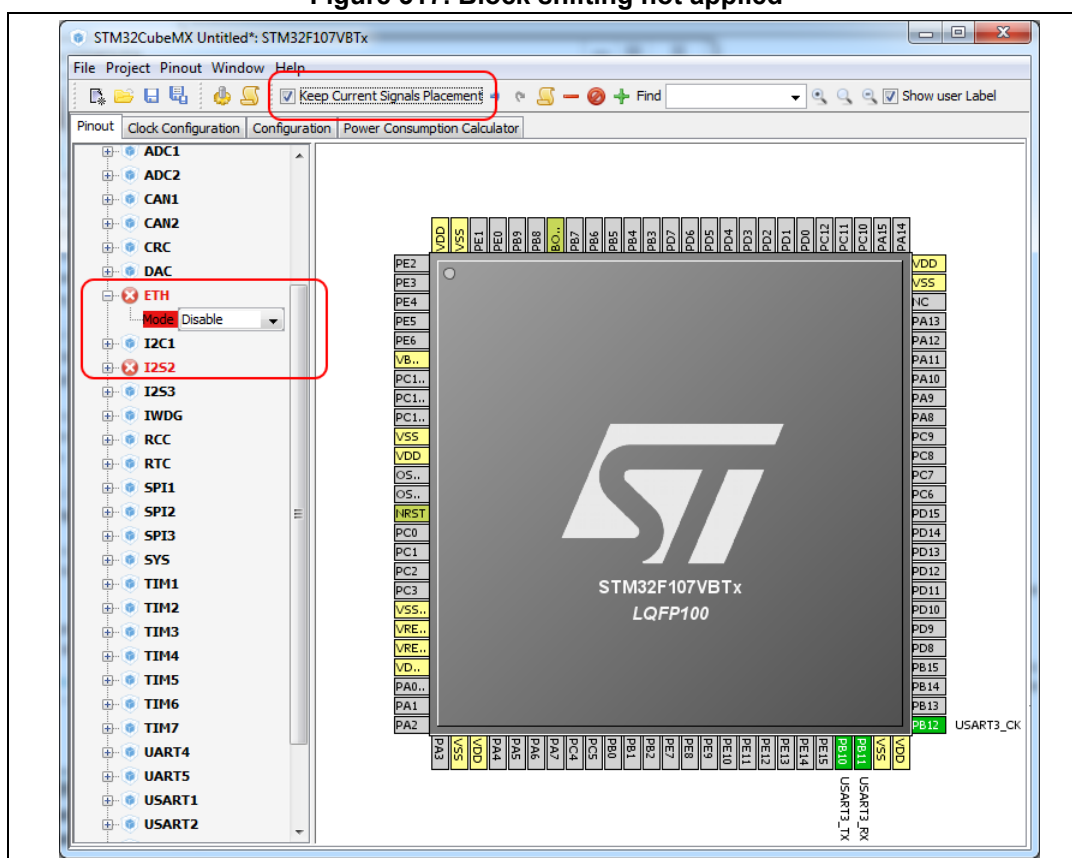 Figure 317. Block shifting not applied
STM32CubeMX Untitled*: STM32F107VBTx
File Project Pinout Window Help
Keep Current Signals Placement Find Show user Label
Pinout Clock Configuration Configuration Power Consumption Calculator
ADC1
ADC2
CAN1
CAN2
CRC
DAC
ETH
Mode Disable
I2C1
I2S2
I2S3
IWDG
RCC
RTC
SPI1
SPI2
SPI3
SYS
TIM1
TIM2
TIM3
TIM4
TIM5
TIM6
TIM7
UART4
UART5
USART1
USART2
VDD
VSS
PE1
PE0
PB9
PB8
BO..
PB7
PB6
PB5
PB4
PB3
PD7
PD6
PD5
PD4
PD3
PD2
PD1
PD0
PC12
PC11
PC10
PA15
PA14
PE2
PE3
PE4
PE5
PE6
VB..
PC1..
PC1..
PC1..
VSS
VDD
OS..
OS..
NRST
PC0
PC1
PC2
PC3
VSS..
VRE..
VRE..
VD..
PA0..
PA1
PA2
ST
STM32F107VBTx
LQFP100
VDD
VSS
NC
PA13
PA12
PA11
PA10
PA9
PA8
PC9
PC8
PC7
PC6
PD15
PD14
PD13
PD12
PD11
PD10
PD9
PD8
PB15
PB14
PB13
PB12 USART3_CK
PA3
VSS
VDD
PA4
PA5
PA6
PA7
PC4
PC5
PB0
PB1
PB2
PE7
PE8
PE9
PE10
PE11
PE12
PE13
PE14
PE15
PB10
PB11
VSS
VDD
USART3_TX
USART3_RX